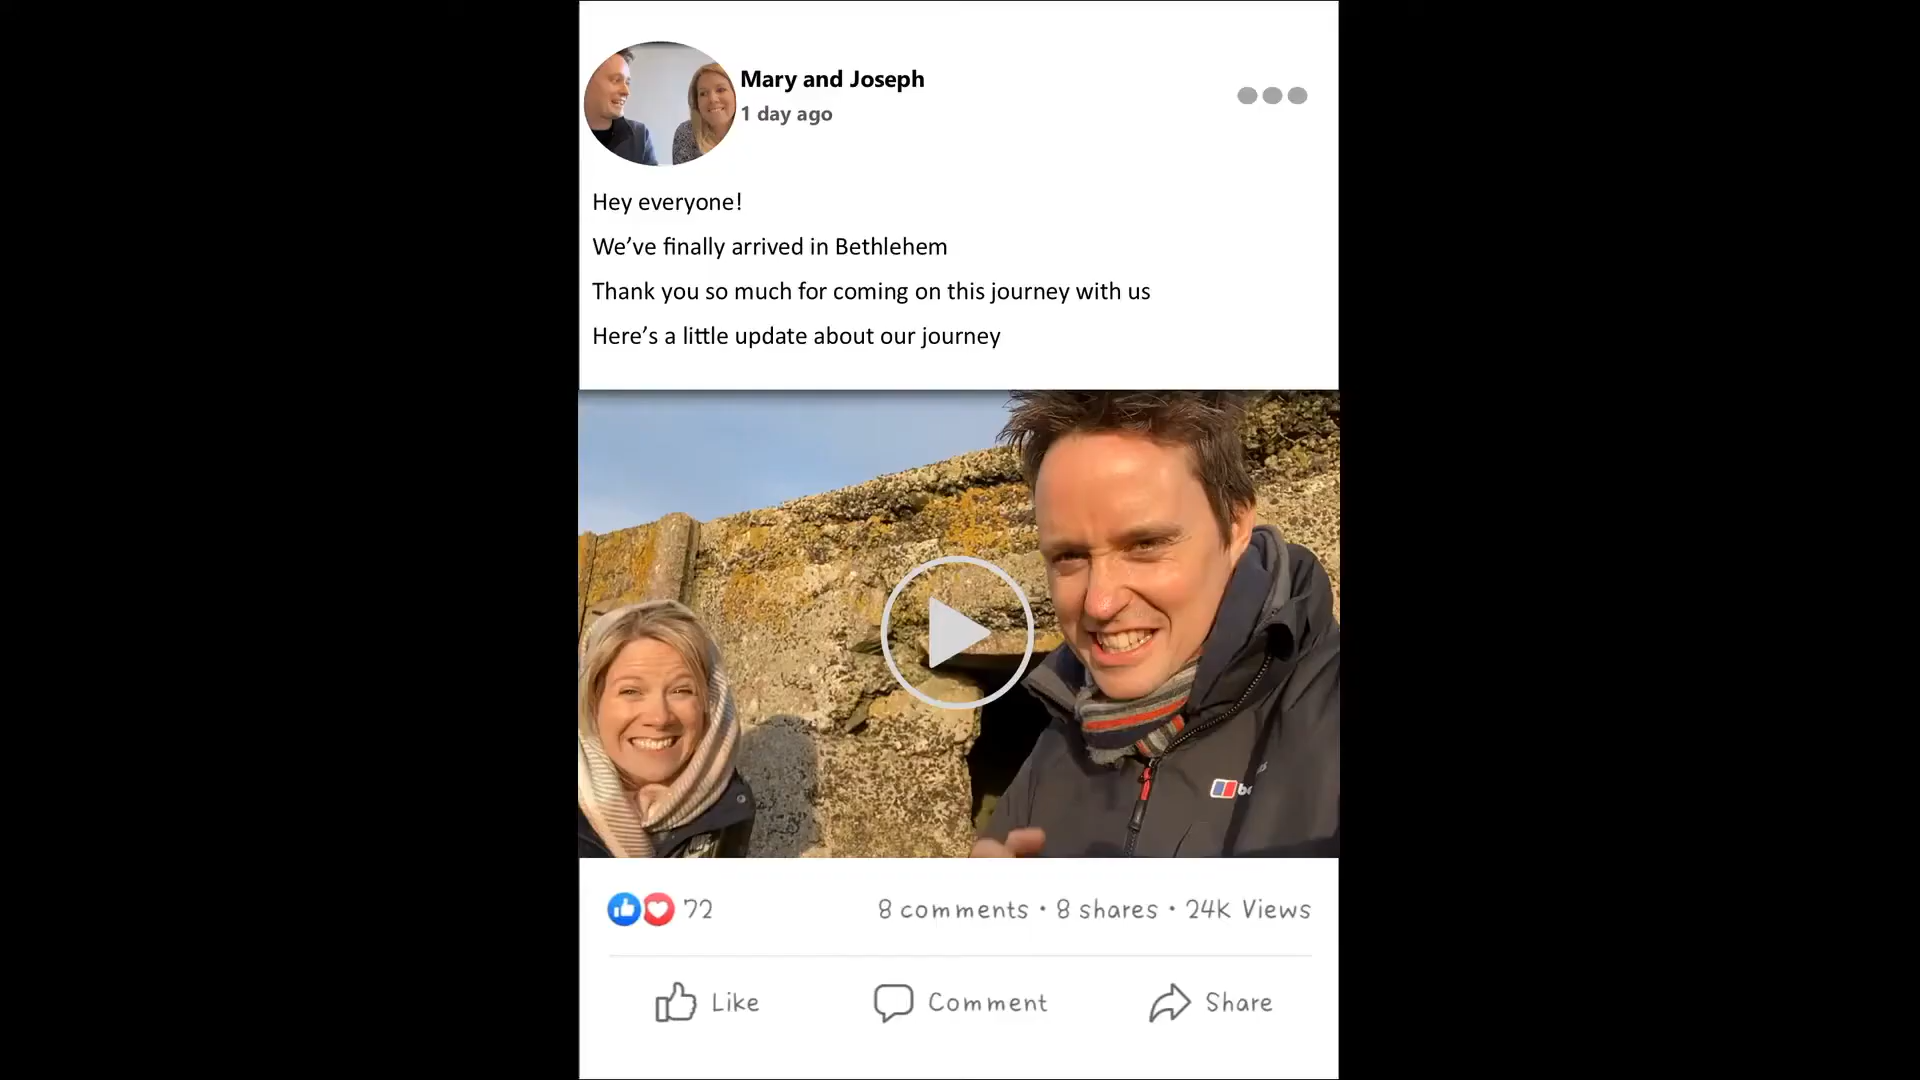 Mary and Joseph
1 day ago
Hey everyone!
We’ve finally arrived in Bethlehem
Thank you so much for coming on this journey with us
Here’s a little update about our journey
72
8 comments • 8 shares • 24K Views
Like
Comment
Share